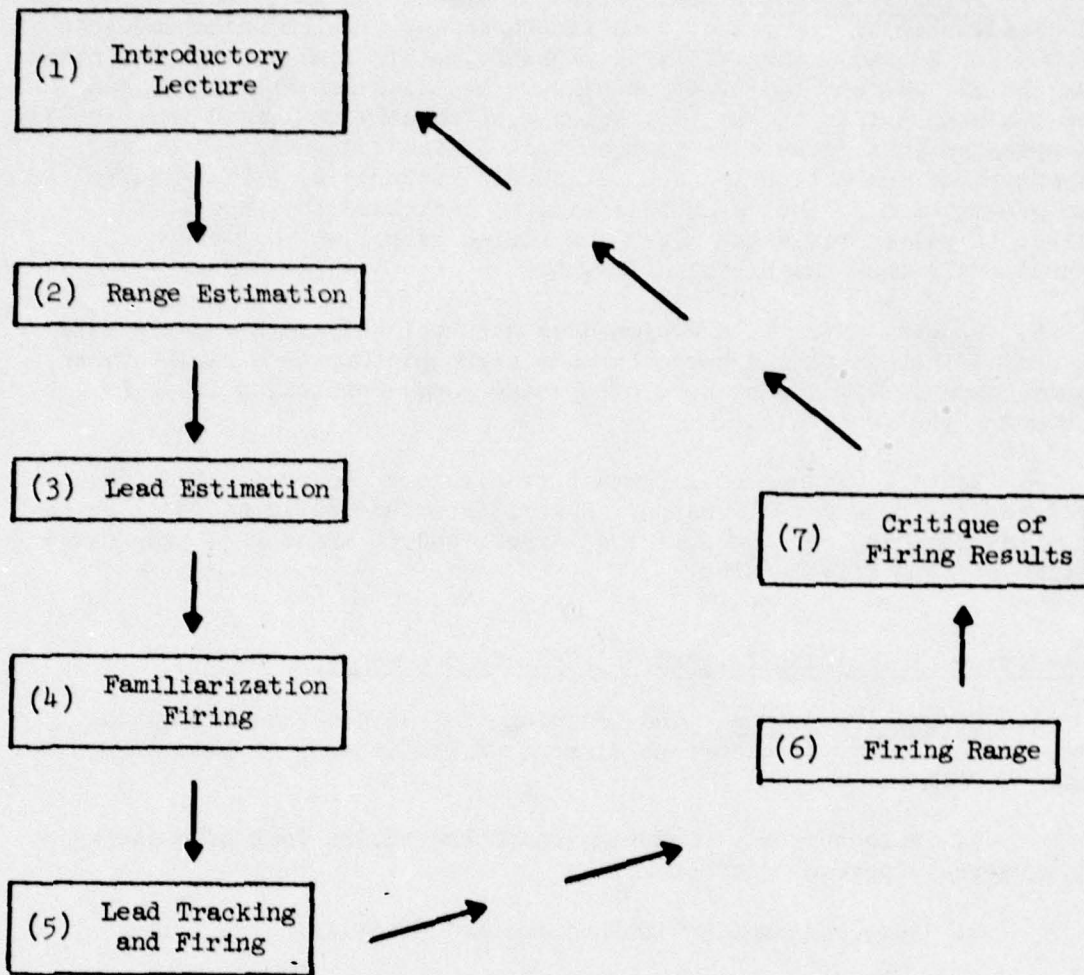 (1) Introductory
Lecture
(2) Range Estimation
(3) Lead Estimation
(4) Familiarization
Firing
(5) Lead Tracking
and Firing
(6) Firing Range
(7) Critique of
Firing Results